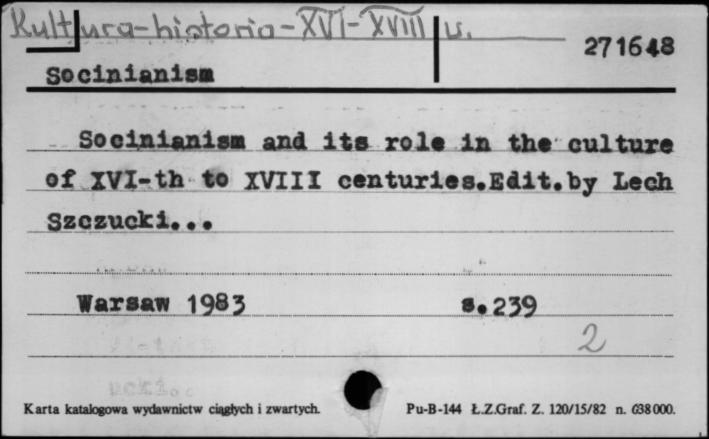 Kultura-historia-XVI-XVIII w.
271648
Socinianism
Socinianism and its role in the culture
of XVI-th to XVIII centuries.Edit.by Lech
Szczucki...
Warsaw 1983 s.239
2
Karta katalogowa wydawnictw ciągłych i zwartych. Pu-B-144 Ł.Z.Graf. Z. 120/15/82 n. 638000.